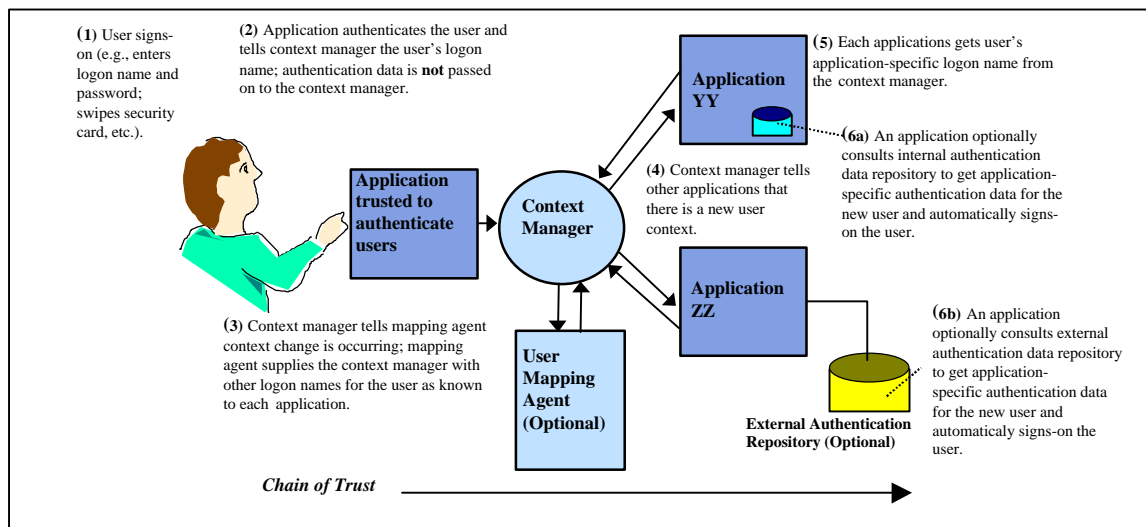 (1) User signs-
on (e.g., enters
logon name and
password;
swipes security
card, etc.).
(2) Application authenticates the user and
tells context manager the user's logon
name; authentication data is not passed
on to the context manager.
Application
trusted to
authenticate
users
Context
Manager
(3) Context manager tells mapping agent
context change is occurring; mapping
agent supplies the context manager with
other logon names for the user as known
to each application.
User
Mapping
Agent
(Optional)
(4) Context manager tells
other applications that
there is a new user
context.
Application
YY
(5) Each applications gets user's
application-specific logon name from
the context manager.
(6a) An application optionally
consults internal authentication
data repository to get application-
specific authentication data for the
new user and automatically signs-
on the user.
Application
ZZ
(6b) An application
optionally consults external
authentication data repository
to get application-
specific authentication data
for the new user and
automaticaly signs-on the
user.
External Authentication
Repository (Optional)
Chain of Trust